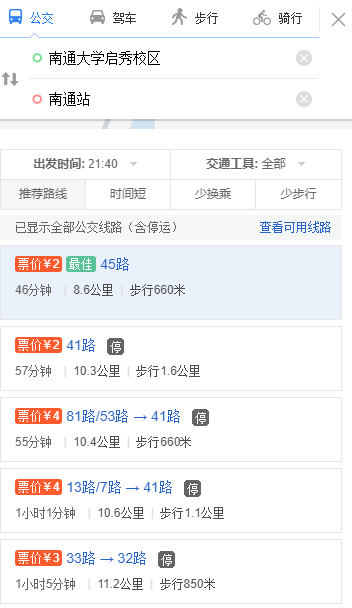 公交 驾车 步行 骑行
南通大学启秀校区
南通站
出发时间: 21:40 交通工具: 全部
推荐路线 时间短 少换乘 少步行
已显示全部公交线路（含停运） 查看可用线路
票价¥2 最佳 45路
46分钟 | 8.6公里 | 步行660米
票价¥2 41路 停
57分钟 | 10.3公里 | 步行1.6公里
票价¥4 81路/53路 → 41路 停
55分钟 | 10.4公里 | 步行660米
票价¥4 13路/7路 → 41路 停
1小时1分钟 | 10.6公里 | 步行1.1公里
票价¥3 33路 → 32路 停
1小时5分钟 | 11.2公里 | 步行850米